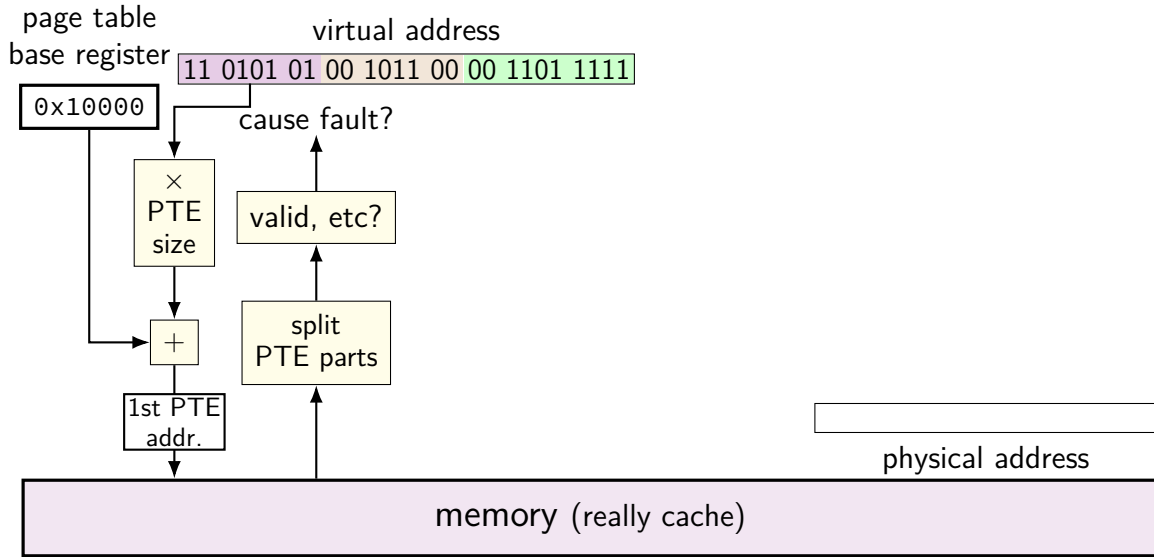 page table
base register
virtual address
11 0101 01 00 1011 00 00 1101 1111
0x10000
cause fault?
×
PTE
size
valid, etc?
split
PTE parts
+
1st PTE
addr.
physical address
memory (really cache)